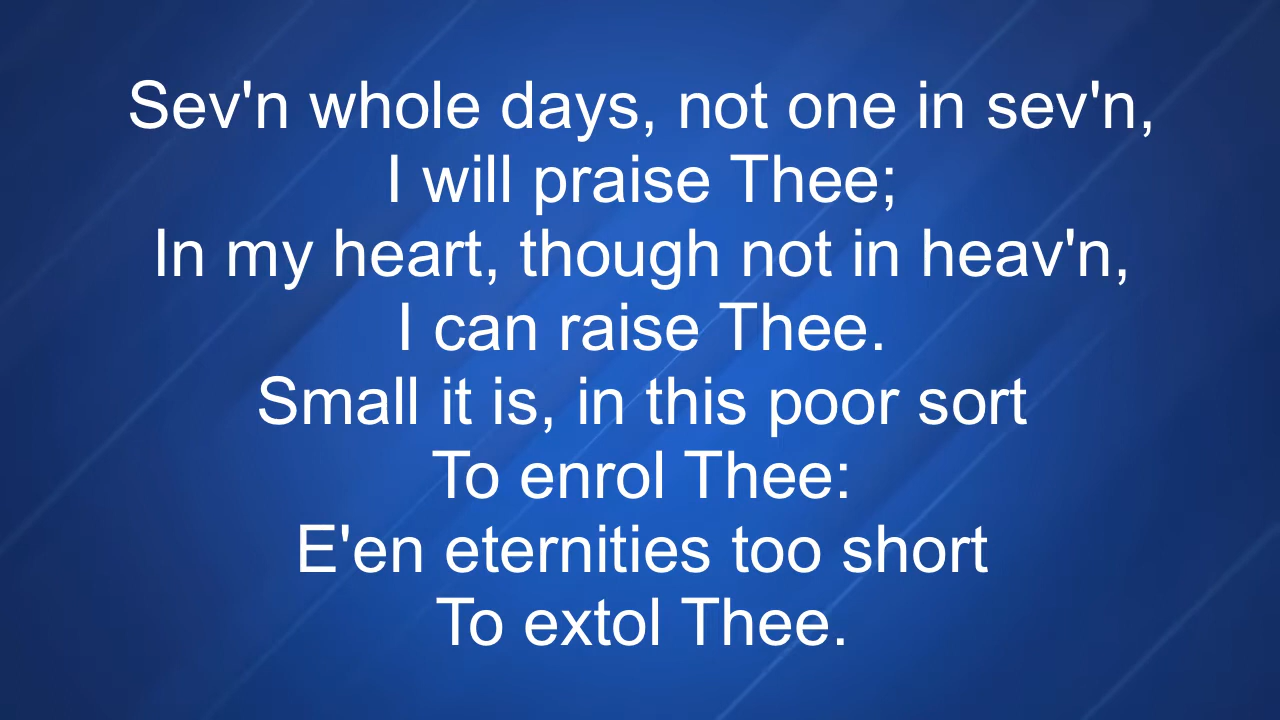 Sev'n whole days, not one in sev'n,
I will praise Thee;
In my heart, though not in heav'n,
I can raise Thee.
Small it is, in this poor sort
To enrol Thee:
E'en eternities too short
To extol Thee.